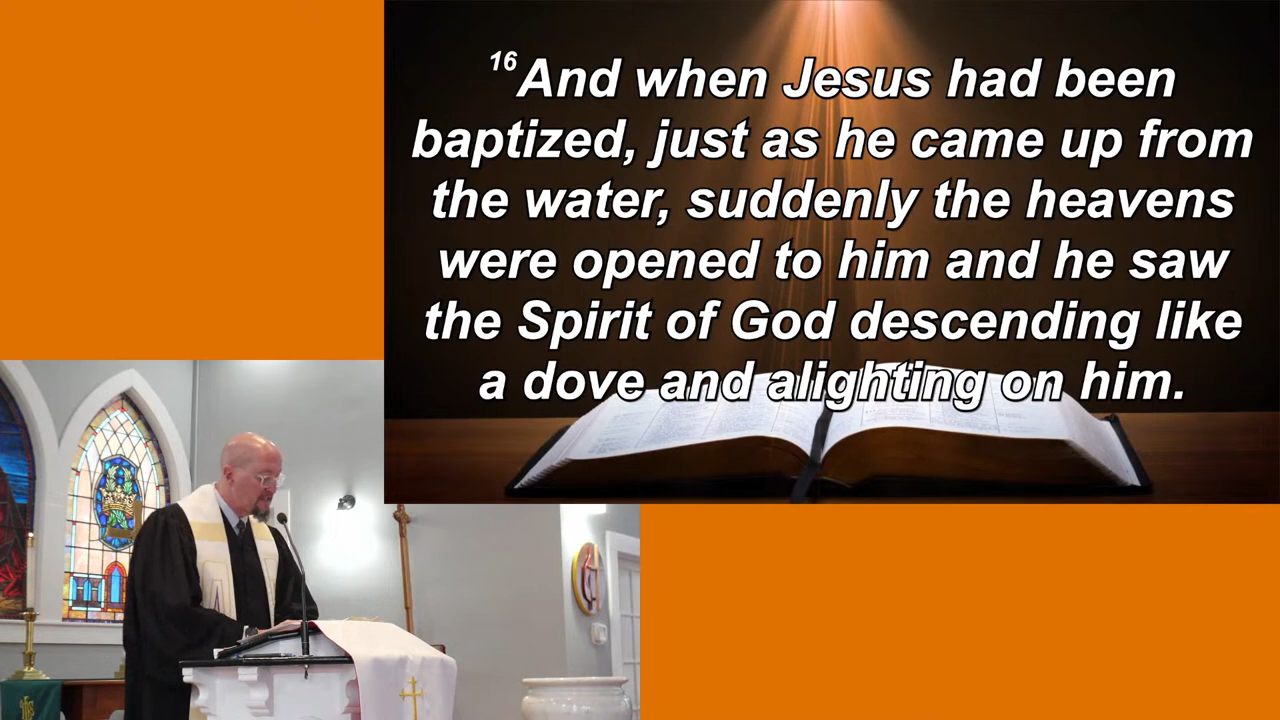 16And when Jesus had been
baptized, just as he came up from
the water, suddenly the heavens
were opened to him and he saw
the Spirit of God descending like
a dove and alighting on him.